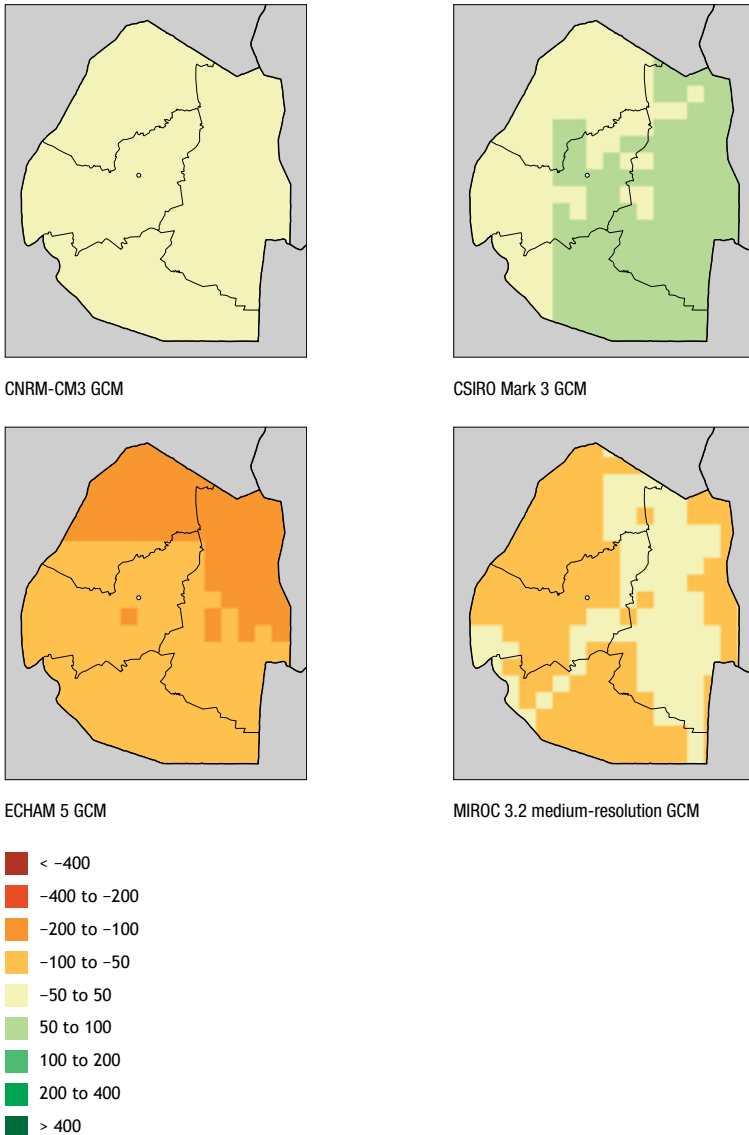 CNRM-CM3 GCM
CSIRO Mark 3 GCM
ECHAM 5 GCM
MIROC 3.2 medium-resolution GCM
< −400
−400 to −200
−200 to −100
−100 to −50
−50 to 50
50 to 100
100 to 200
200 to 400
> 400